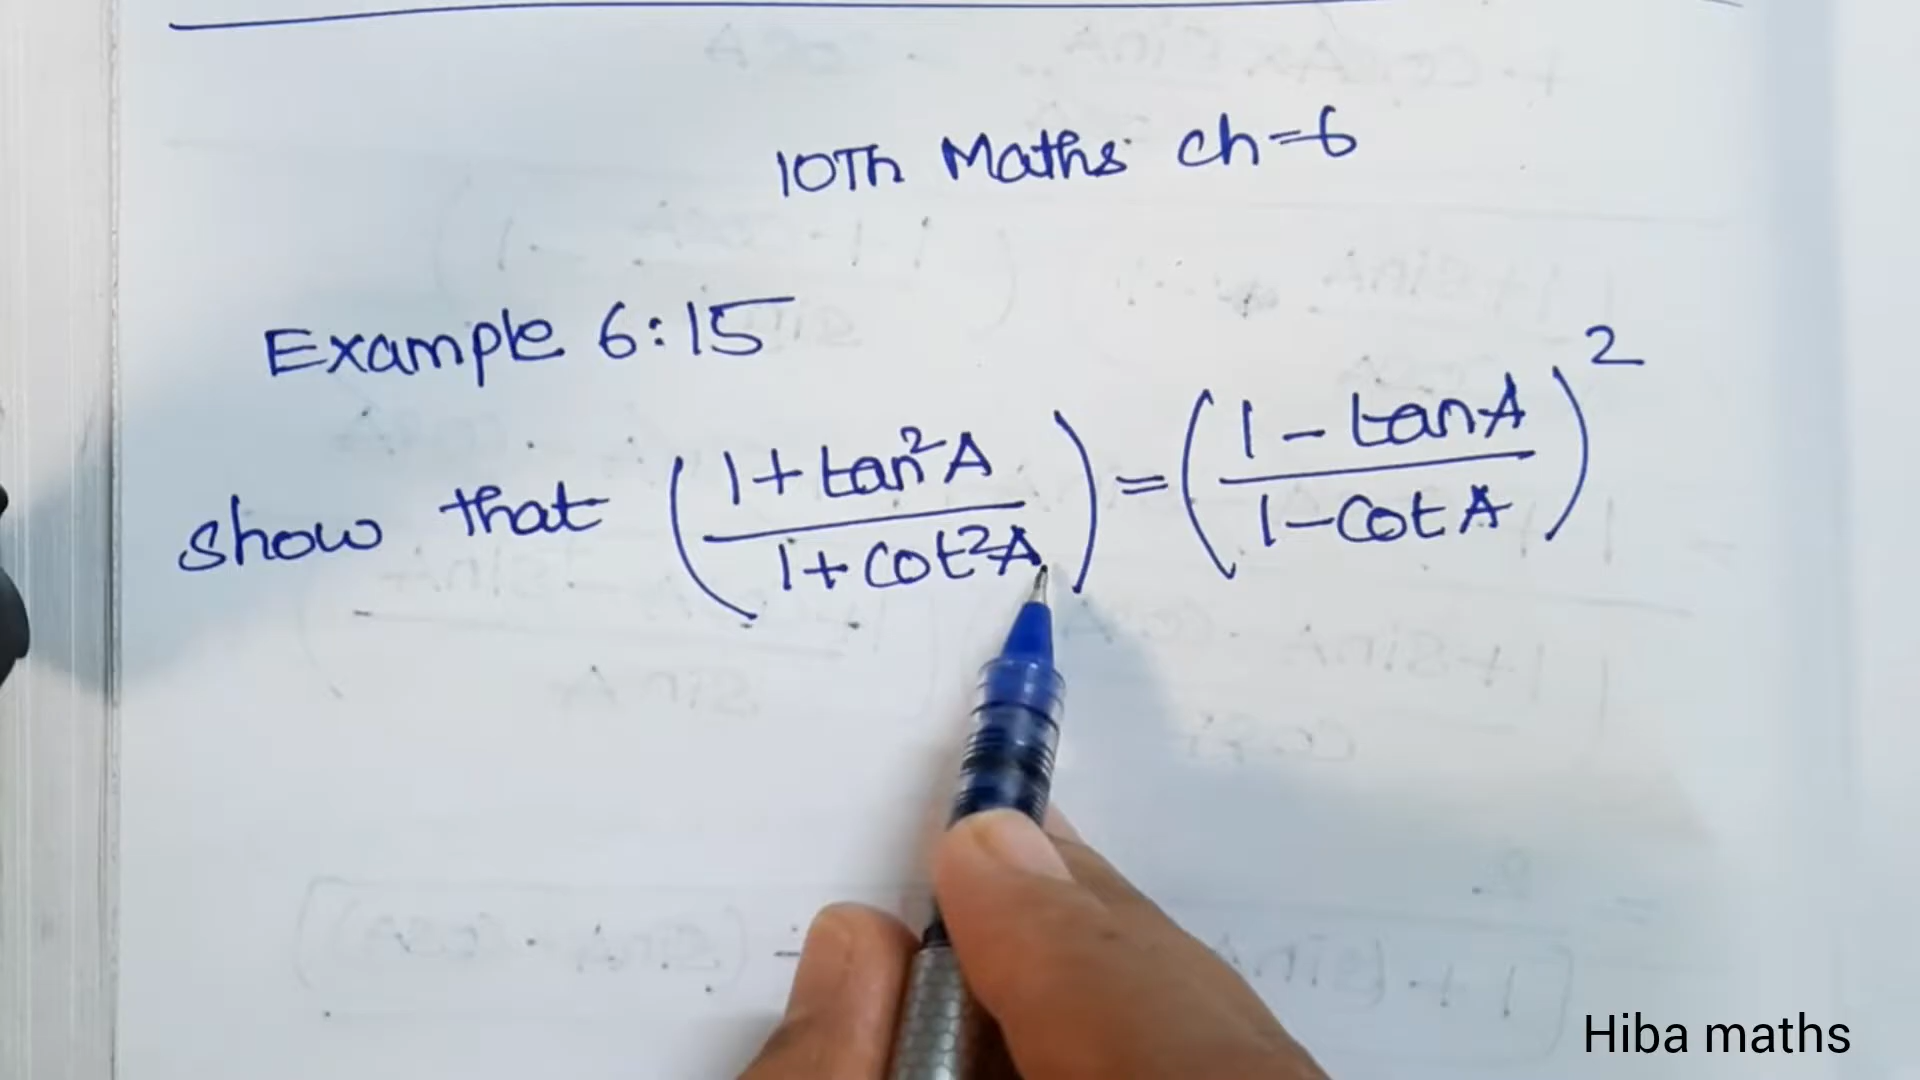 10Th Maths ch=6
Example 6:15
show that (1+tan²A/1+cot²A) = (1-tanA/1-cotA)²
Hiba maths